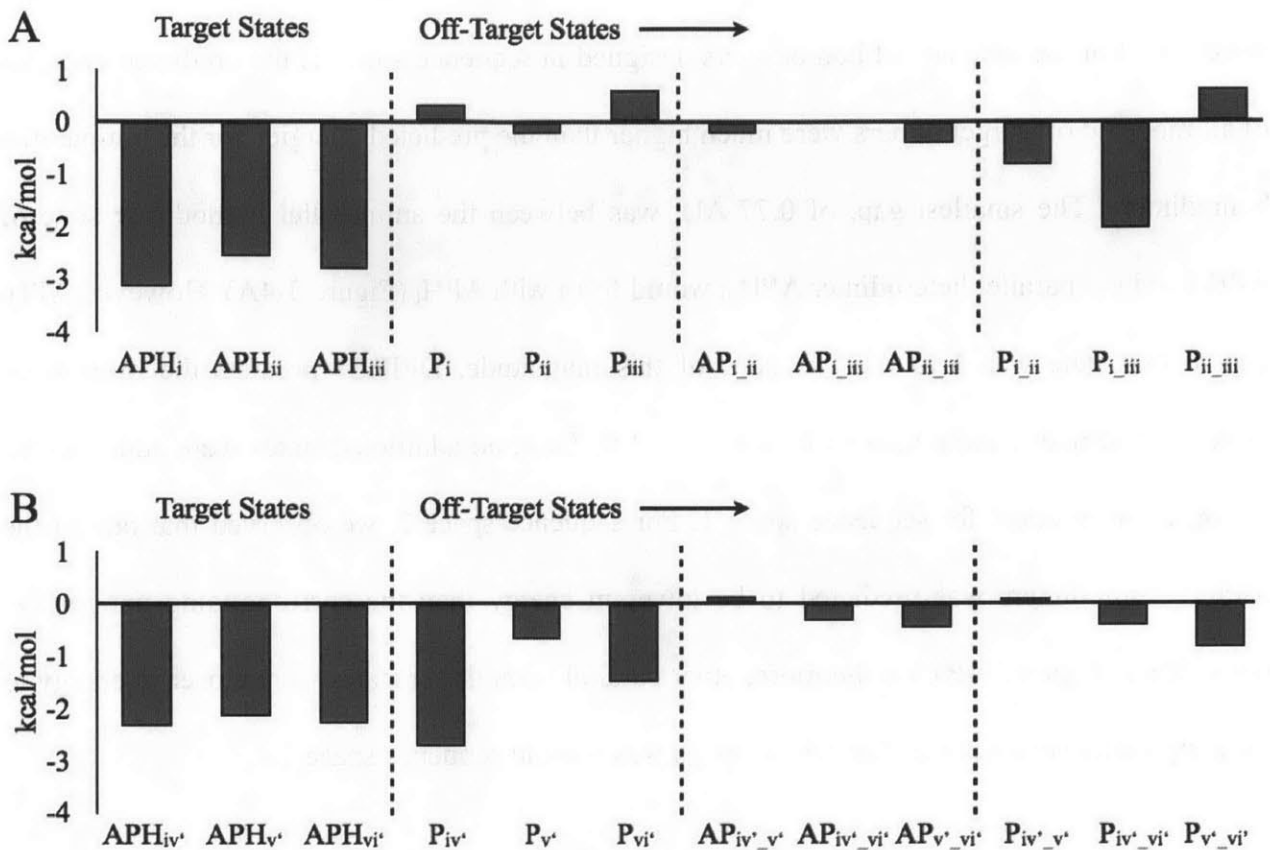 A Target States Off-Target States
1
0
-1
-2
-3
-4
kcal/mol
APHi APHii APHiii Pi Pii Piii APi_ii APi_iii APii_iii Pi_ii Pi_iii Pii_iii
B Target States Off-Target States
1
0
-1
-2
-3
-4
kcal/mol
APHiv‘ APHv‘ APHvi‘ Piv‘ Pv‘ Pvi‘ APiv‘_v‘ APiv‘_vi‘ APv‘_vi‘ Piv‘_v‘ Piv‘_vi‘ Pv‘_vi‘